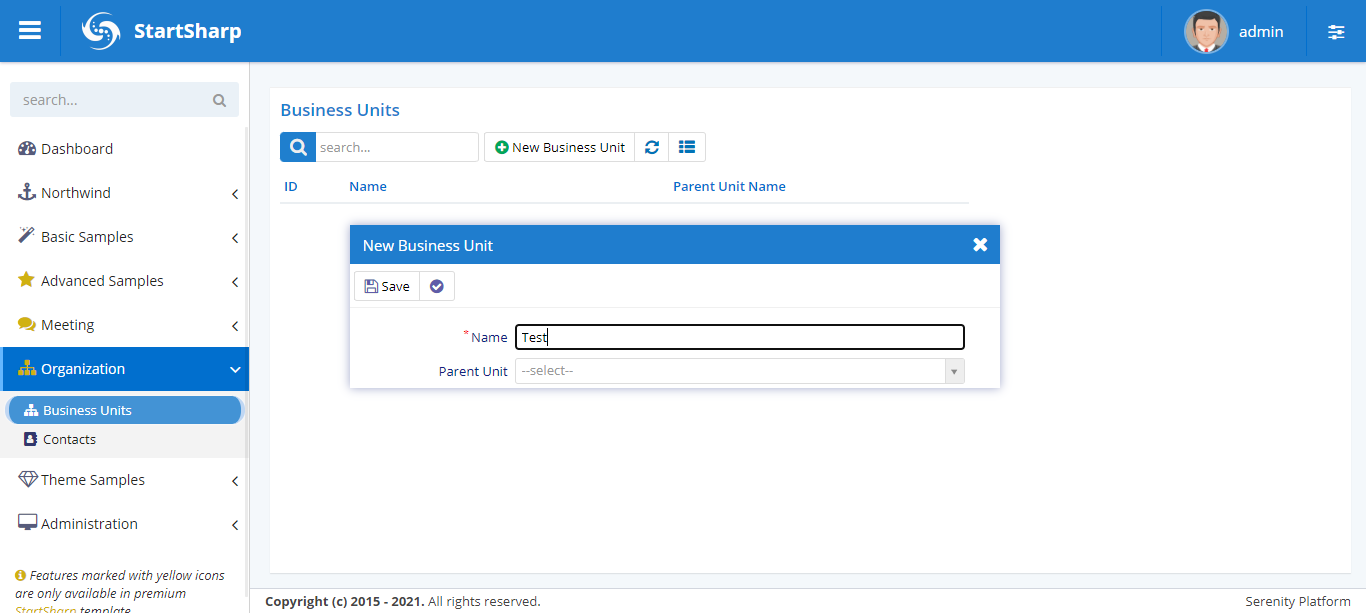 StartSharp
admin
search...
Dashboard
Northwind
Basic Samples
Advanced Samples
Meeting
Organization
Business Units
Contacts
Theme Samples
Administration
Features marked with yellow icons
are only available in premium
StartSharp template
Business Units
search...
New Business Unit
ID Name Parent Unit Name
New Business Unit
Save
*Name Test
Parent Unit --select--
Copyright (c) 2015 - 2021. All rights reserved.
Serenity Platform